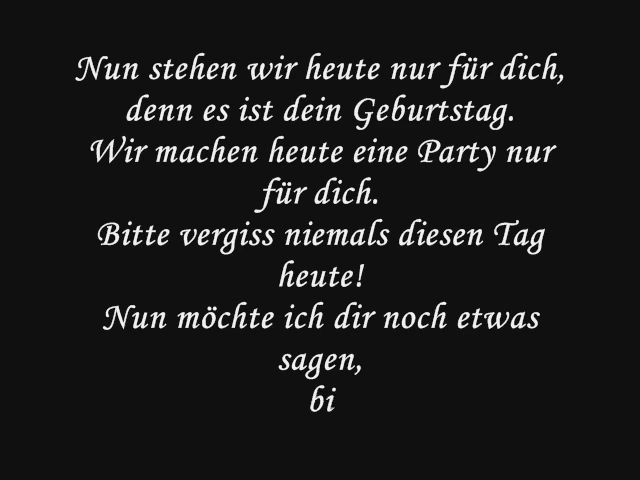 Nun stehen wir heute nur für dich,
denn es ist dein Geburtstag.
Wir machen heute eine Party nur
für dich.
Bitte vergiss niemals diesen Tag
heute!
Nun möchte ich dir noch etwas
sagen,
bi